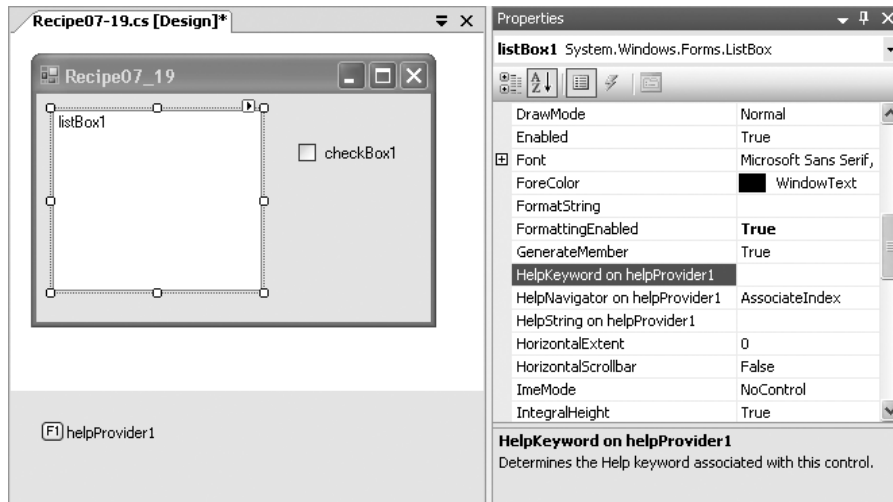 Recipe07-19.cs [Design]*
Recipe07_19
listBox1
checkBox1
F1 helpProvider1
Properties
listBox1 System.Windows.Forms.ListBox
A
Z
DrawMode Normal
Enabled True
Font Microsoft Sans Serif,
ForeColor WindowText
FormatString
FormattingEnabled True
GenerateMember True
HelpKeyword on helpProvider1
HelpNavigator on helpProvider1 AssociateIndex
HelpString on helpProvider1
HorizontalExtent 0
HorizontalScrollbar False
ImeMode NoControl
IntegralHeight True
HelpKeyword on helpProvider1
Determines the Help keyword associated with this control.